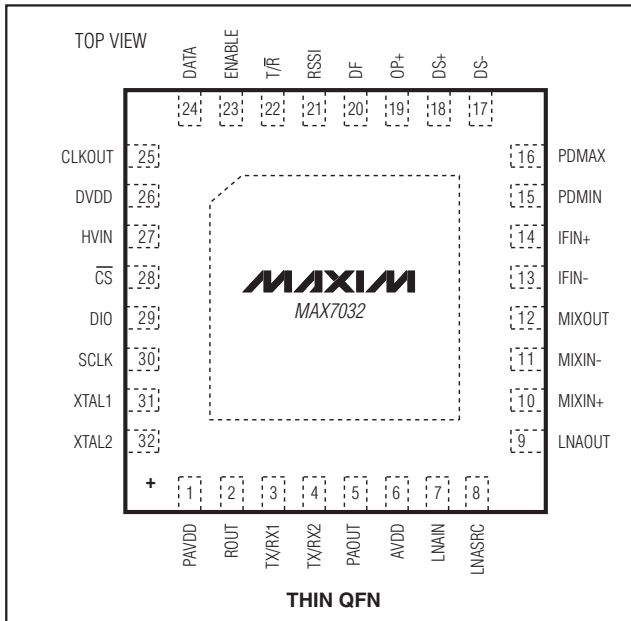 TOP VIEW
DATA
ENABLE
T/R̅
RSSI
DF
OP+
DS+
DS-
24
23
22
21
20
19
18
17
CLKOUT 25
DVDD 26
HVIN 27
C̅S̅ 28
DIO 29
SCLK 30
XTAL1 31
XTAL2 32
16 PDMAX
15 PDMIN
14 IFIN+
13 IFIN-
12 MIXOUT
11 MIXIN-
10 MIXIN+
9 LNAOUT
MAXIM
MAX7032
+
1
2
3
4
5
6
7
8
PAVDD
ROUT
TX/RX1
TX/RX2
PAOUT
AVDD
LNAIN
LNASRC
THIN QFN